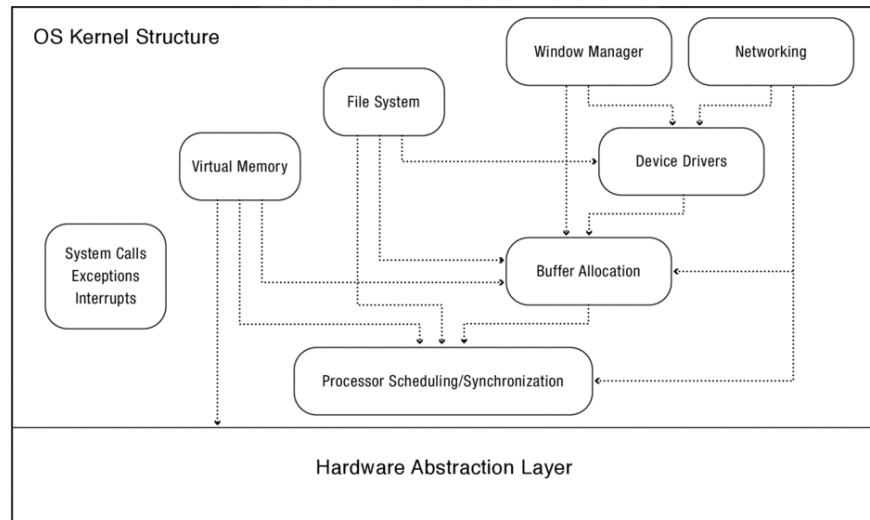 OS Kernel Structure
Window Manager
Networking
File System
Virtual Memory
Device Drivers
System Calls
Exceptions
Interrupts
Buffer Allocation
Processor Scheduling/Synchronization
Hardware Abstraction Layer